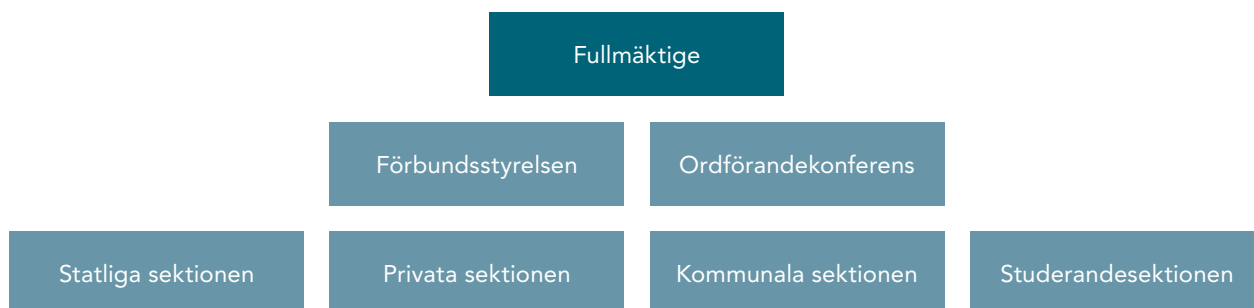 Fullmäktige
Förbundsstyrelsen
Ordförandekonferens
Statliga sektionen
Privata sektionen
Kommunala sektionen
Studerandesektionen